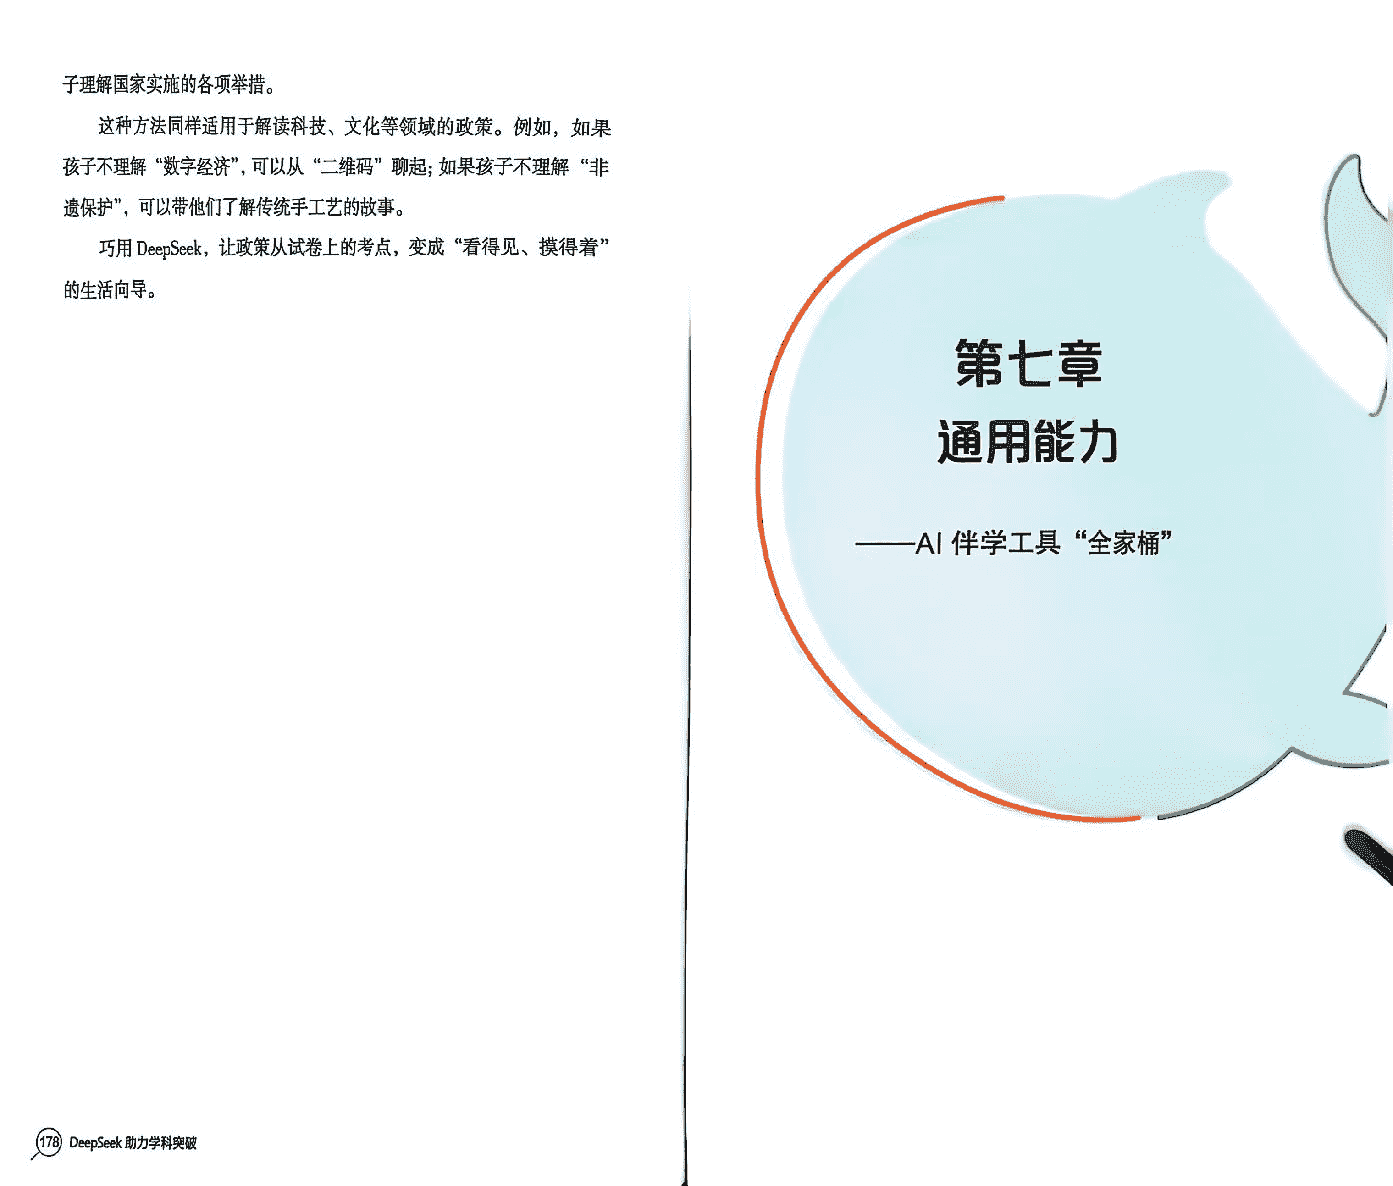 子理解国家实施的各项举措。
这种方法同样适用于解读科技、文化等领域的政策。例如，如果
孩子不理解“数字经济”，可以从“二维码”聊起；如果孩子不理解“非
遗保护”，可以带他们了解传统手工艺的故事。
巧用 DeepSeek，让政策从试卷上的考点，变成“看得见、摸得着”
的生活向导。
178 DeepSeek 助力学科突破
第七章
通用能力
——AI 伴学工具“全家桶”